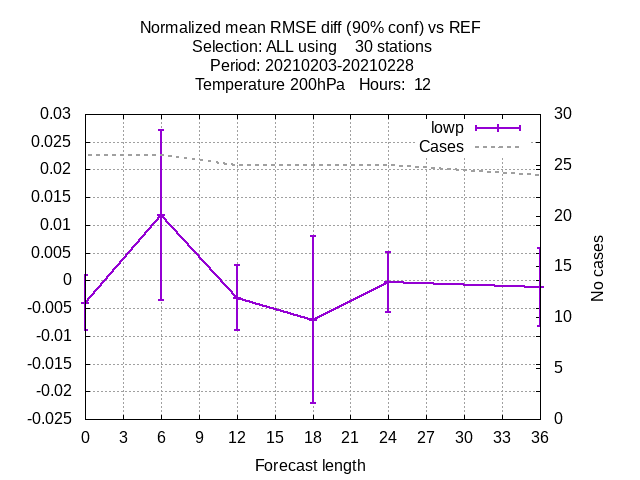 Normalized mean RMSE diff (90% conf) vs REF
Selection: ALL using    30 stations
Period: 20210203-20210228
Temperature 200hPa   Hours:  12
lowp
Cases
0.03
0.025
0.02
0.015
0.01
0.005
0
-0.005
-0.01
-0.015
-0.02
-0.025
30
25
20
15
10
5
0
No cases
0 3 6 9 12 15 18 21 24 27 30 33 36
Forecast length